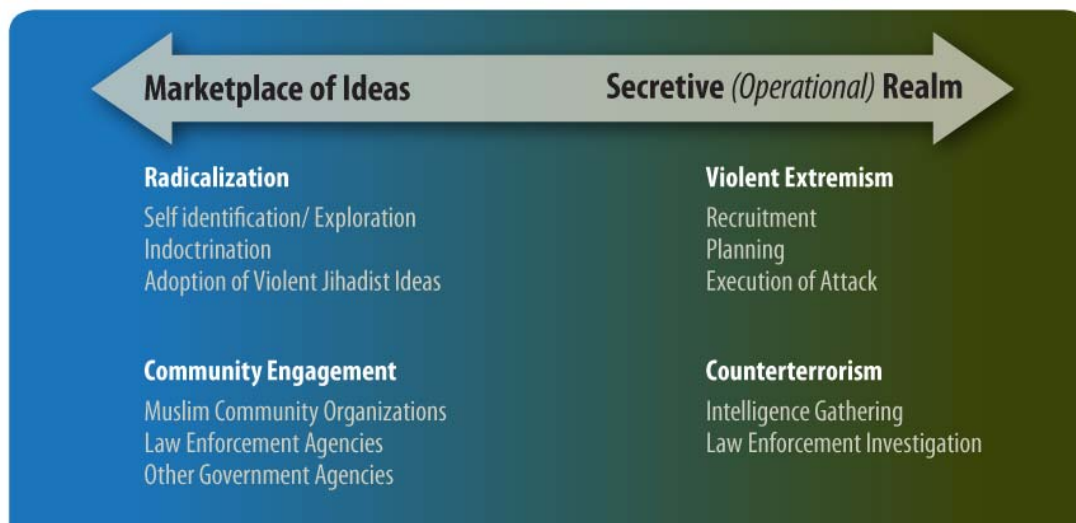 Marketplace of Ideas
Secretive (Operational) Realm
Radicalization
Self identification/ Exploration
Indoctrination
Adoption of Violent Jihadist Ideas
Violent Extremism
Recruitment
Planning
Execution of Attack
Community Engagement
Muslim Community Organizations
Law Enforcement Agencies
Other Government Agencies
Counterterrorism
Intelligence Gathering
Law Enforcement Investigation